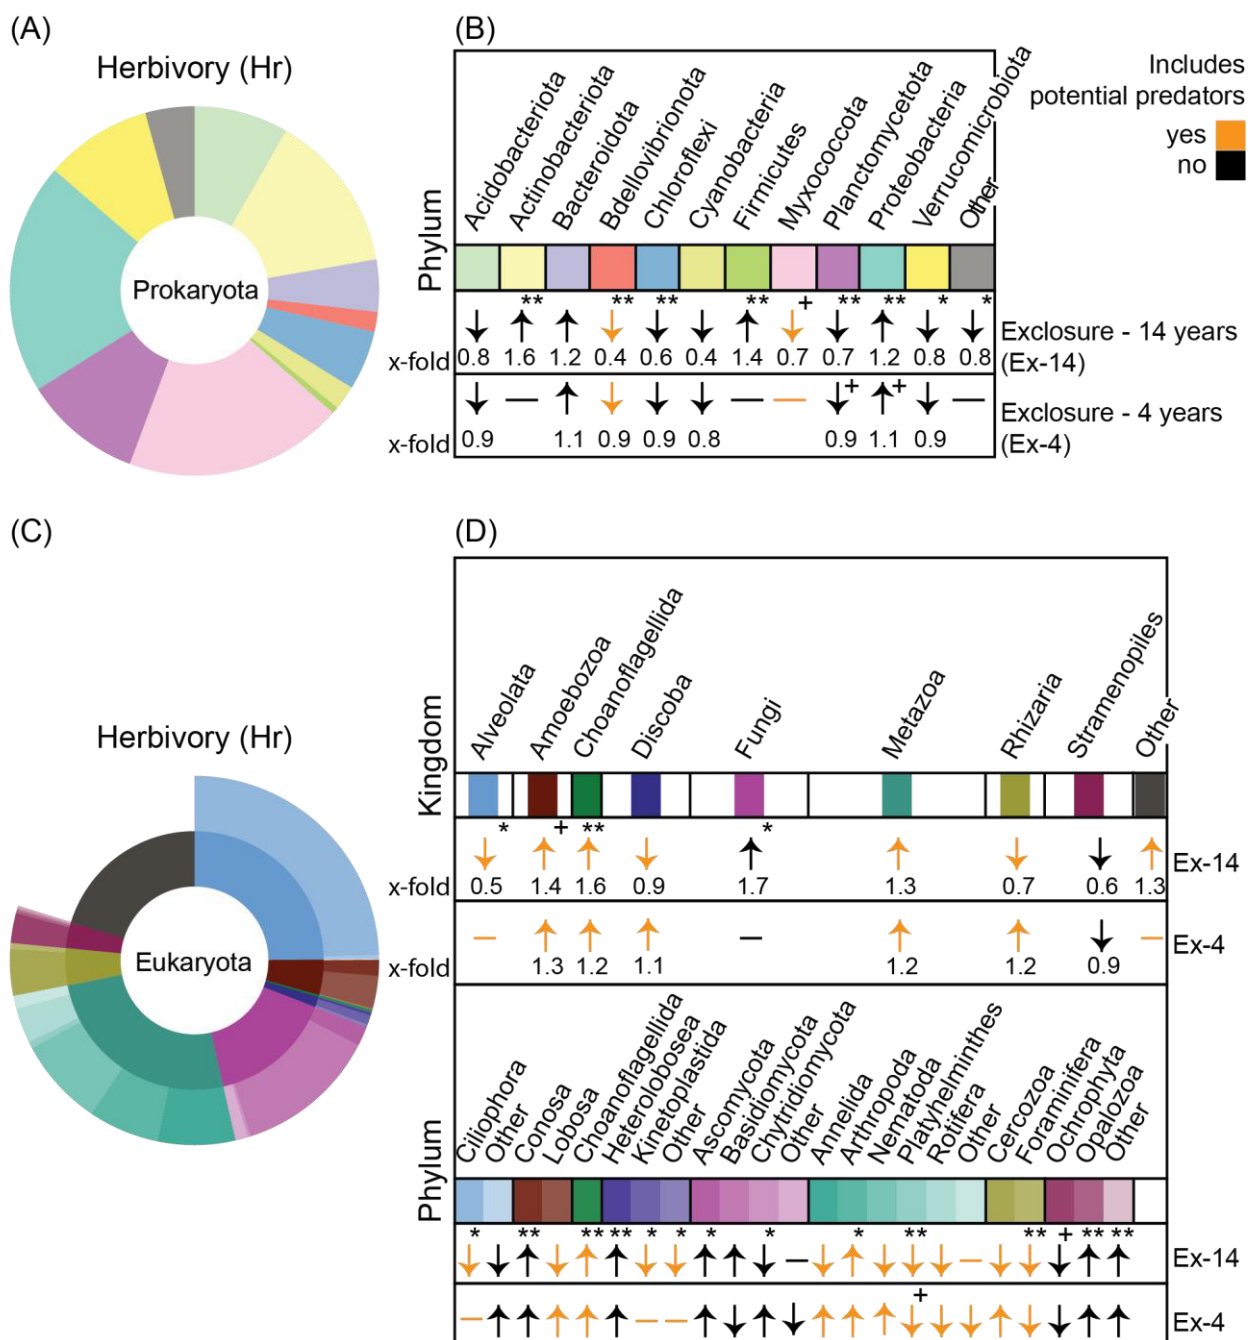 (A)
Herbivory (Hr)
Prokaryota
(B)
Includes
potential predators
yes
no
Phylum
Acidobacteriota
Actinobacteriota
Bacteroidota
Bdellovibrionota
Chloroflexi
Cyanobacteria
Firmicutes
Myxococcota
Planctomycetota
Proteobacteria
Verrucomicrobiota
Other
** ** ** ** + ** ** * *
x-fold 0.8 1.6 1.2 0.4 0.6 0.4 1.4 0.7 0.7 1.2 0.8 0.8
Exclosure - 14 years
(Ex-14)
+ +
x-fold 0.9 1.1 0.9 0.9 0.8 0.9 1.1 0.9
Exclosure - 4 years
(Ex-4)
(C)
Herbivory (Hr)
Eukaryota
(D)
Kingdom
Alveolata
Amoebozoa
Choanoflagellida
Discoba
Fungi
Metazoa
Rhizaria
Stramenopiles
Other
* + ** *
Ex-14
x-fold 0.5 1.4 1.6 0.9 1.7 1.3 0.7 0.6 1.3
Ex-4
x-fold 1.3 1.2 1.1 1.2 1.2 0.9
Phylum
Ciliophora
Other
Conosa
Lobosa
Choanoflagellida
Heterolobosea
Kinetoplastida
Other
Ascomycota
Basidiomycota
Chytridiomycota
Other
Annelida
Arthropoda
Nematoda
Platyhelminthes
Rotifera
Other
Cercozoa
Foraminifera
Ochrophyta
Opalozoa
Other
* ** ** ** * * * * * ** ** + ** **
Ex-14
+
Ex-4